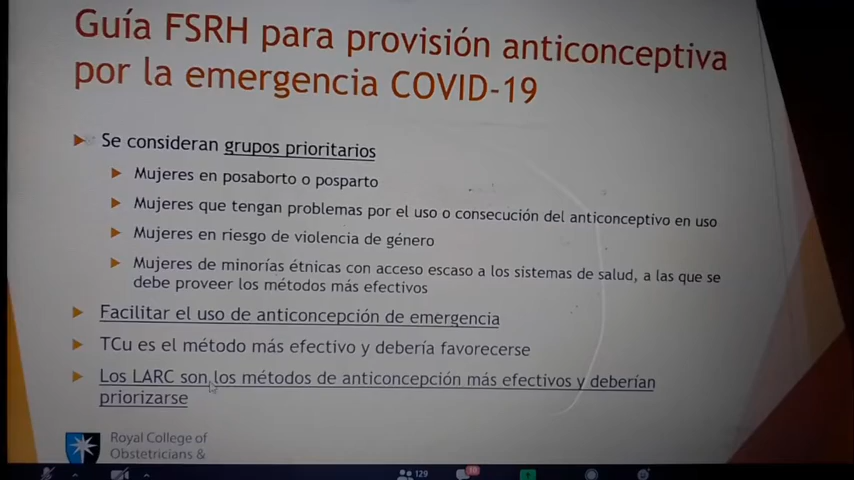 Guía FSRH para provisión anticonceptiva
por la emergencia COVID-19
Se consideran grupos prioritarios
Mujeres en posaborto o posparto
Mujeres que tengan problemas por el uso o consecución del anticonceptivo en uso
Mujeres en riesgo de violencia de género
Mujeres de minorías étnicas con acceso escaso a los sistemas de salud, a las que se
debe proveer los métodos más efectivos
Facilitar el uso de anticoncepción de emergencia
TCu es el método más efectivo y debería favorecerse
Los LARC son los métodos de anticoncepción más efectivos y deberían
priorizarse
Royal College of
Obstetricians &
129